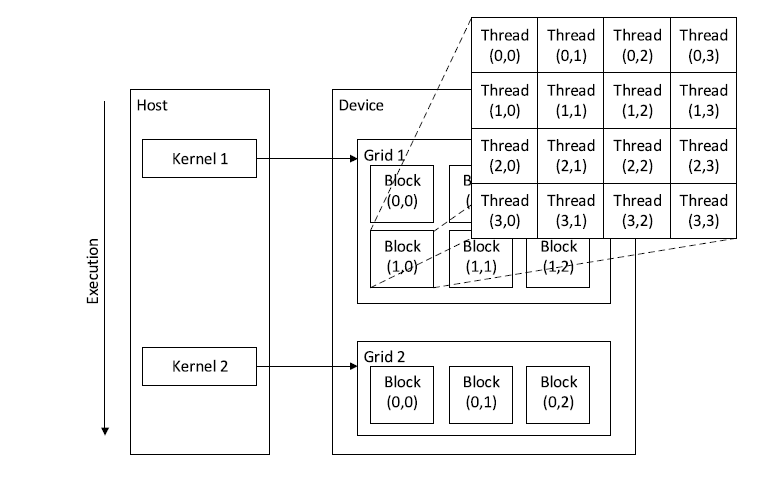 Thread Thread Thread Thread
(0,0) (0,1) (0,2) (0,3)
Thread Thread Thread Thread
(1,0) (1,1) (1,2) (1,3)
Thread Thread Thread Thread
(2,0) (2,1) (2,2) (2,3)
Thread Thread Thread Thread
(3,0) (3,1) (3,2) (3,3)
Execution
Host
Kernel 1
Kernel 2
Device
Grid 1
Block
(0,0)
Block Block Block
(1,0) (1,1) (1,2)
Grid 2
Block Block Block
(0,0) (0,1) (0,2)